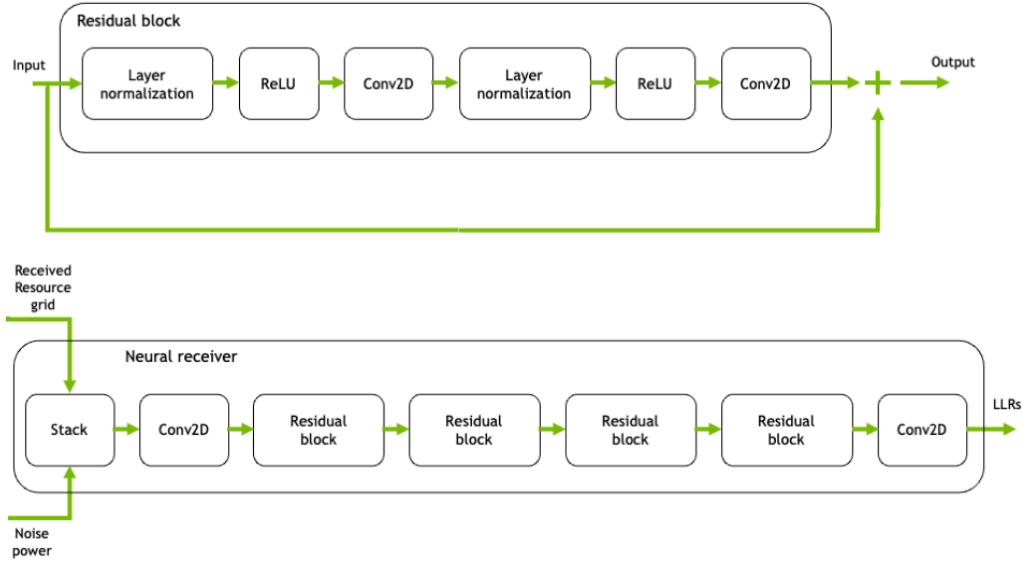 Residual block
Input
Layer
normalization
ReLU
Conv2D
Layer
normalization
ReLU
Conv2D
Output
Received
Resource
grid
Neural receiver
Stack
Conv2D
Residual
block
Residual
block
Residual
block
Residual
block
Conv2D
LLRs
Noise
power